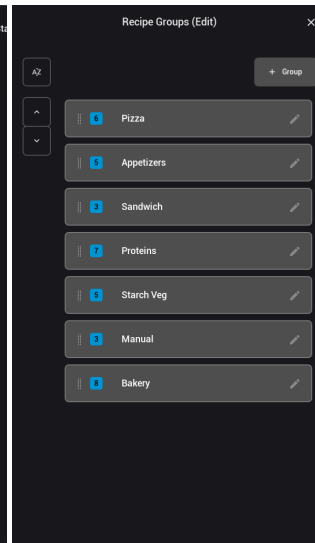 sta
Recipe Groups (Edit)
AZ
+ Group
6 Pizza
5 Appetizers
3 Sandwich
7 Proteins
5 Starch Veg
3 Manual
8 Bakery